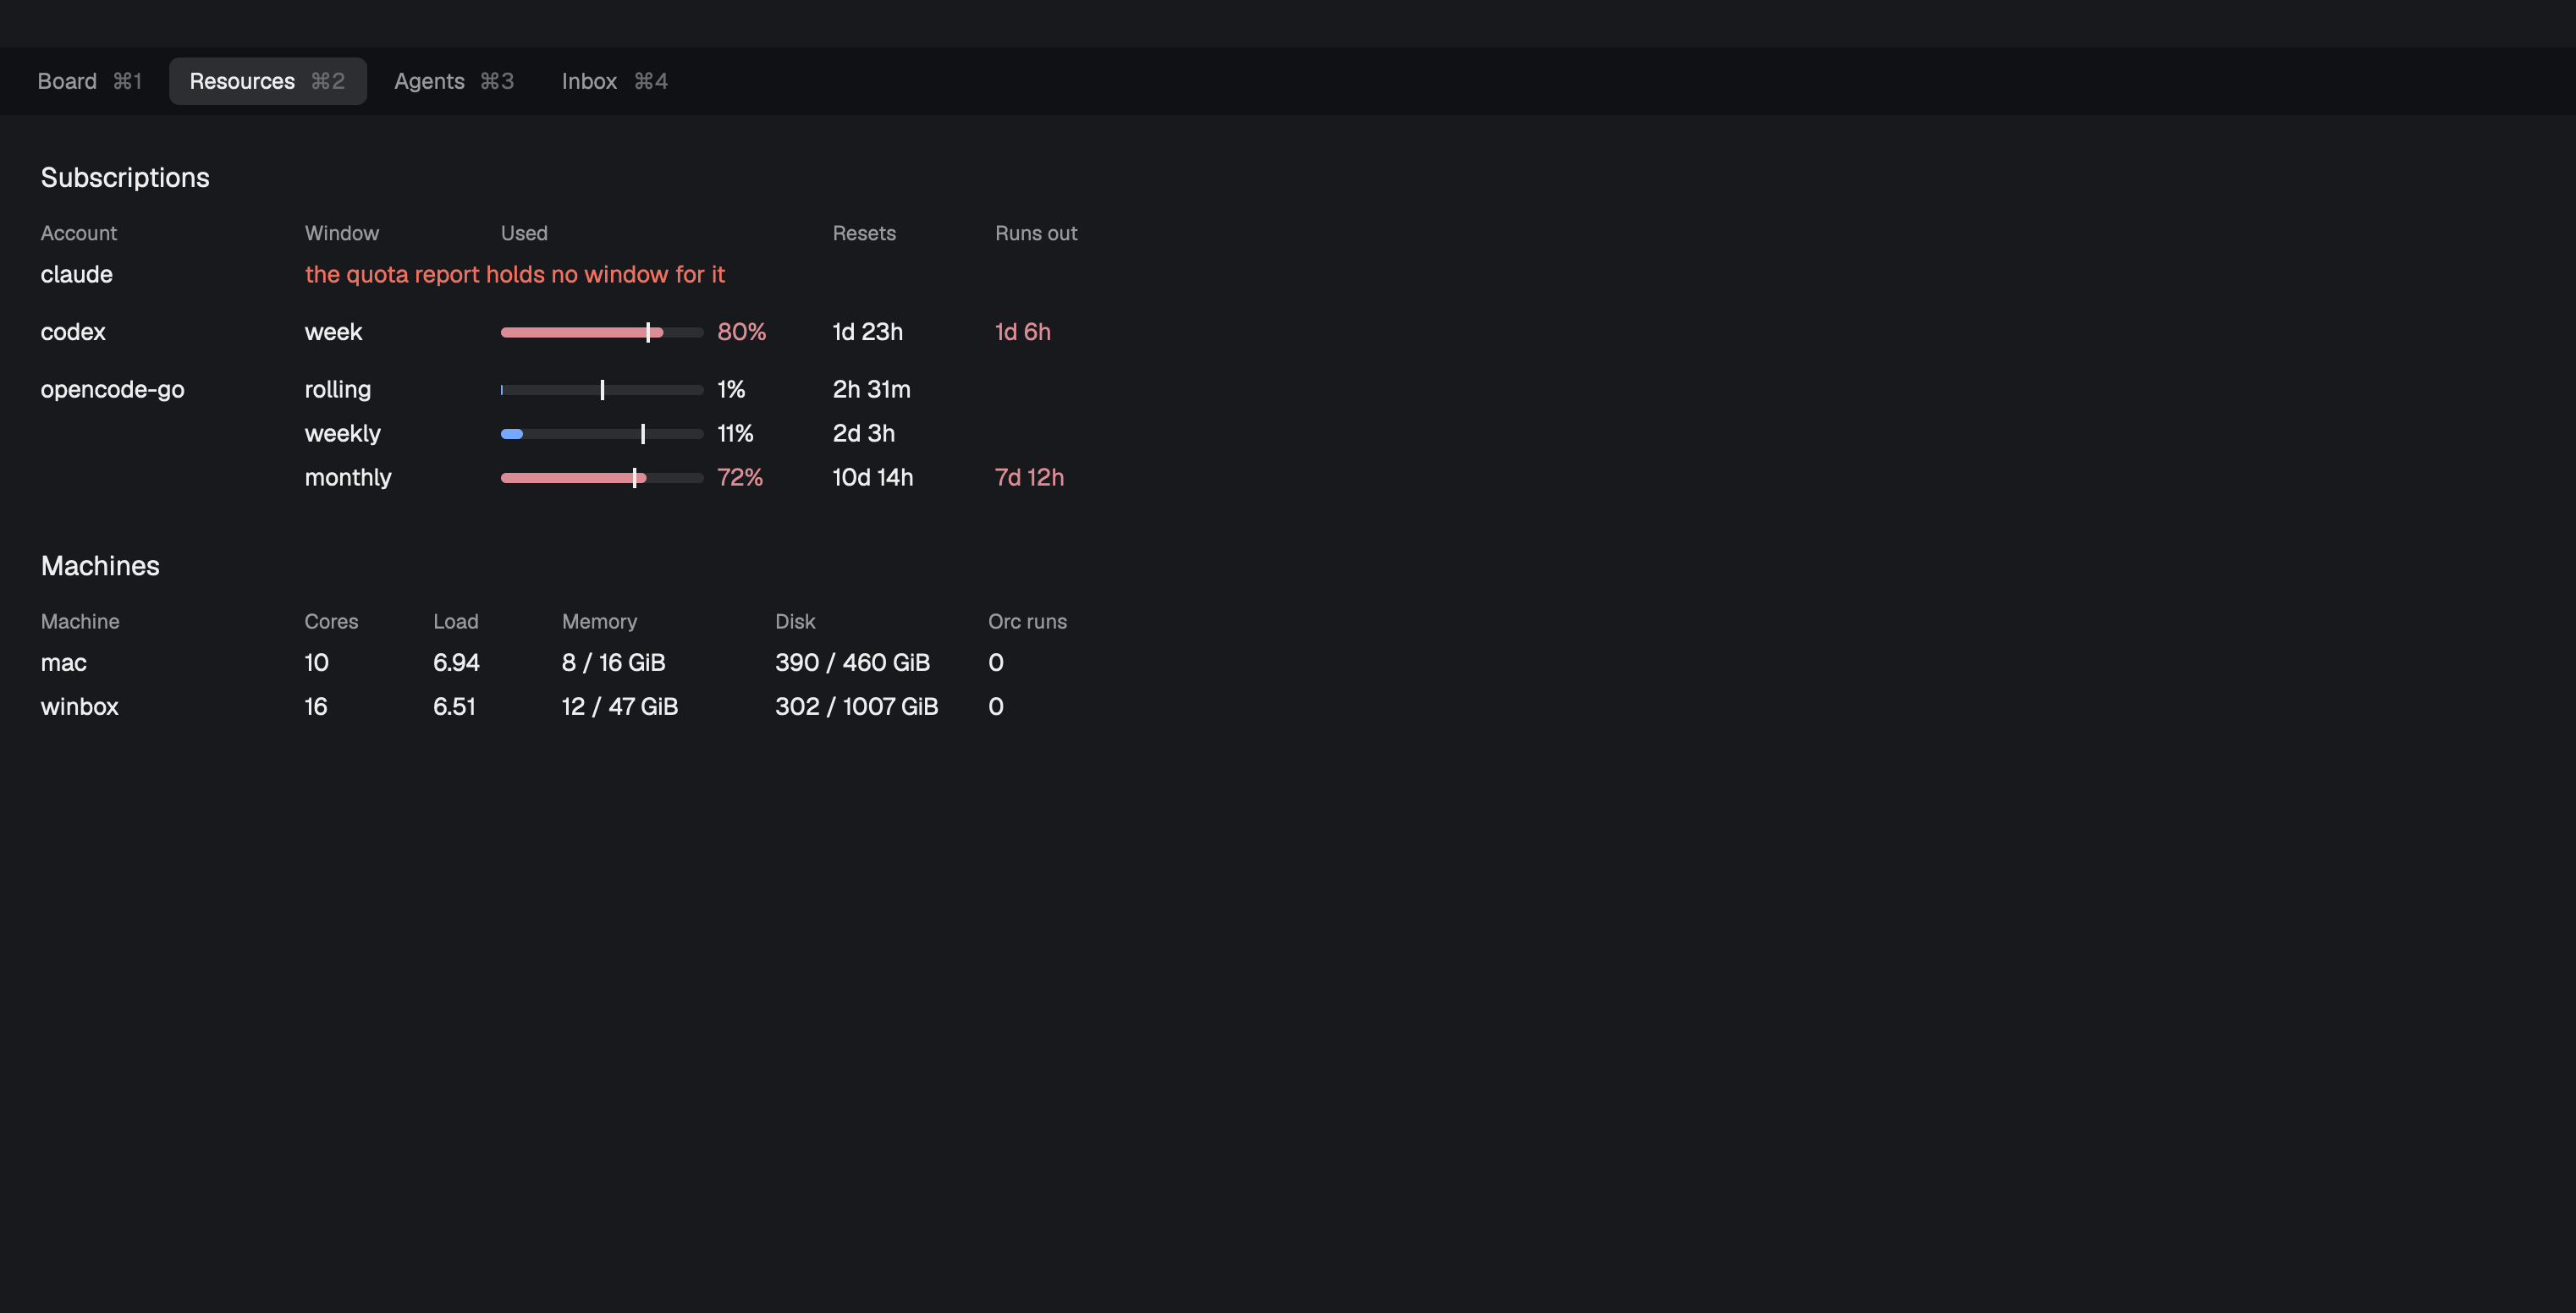 Board ⌘1 Resources ⌘2 Agents ⌘3 Inbox ⌘4
Subscriptions
Account Window Used Resets Runs out
claude the quota report holds no window for it
codex week 80% 1d 23h 1d 6h
opencode-go rolling 1% 2h 31m
weekly 11% 2d 3h
monthly 72% 10d 14h 7d 12h
Machines
Machine Cores Load Memory Disk Orc runs
mac 10 6.94 8 / 16 GiB 390 / 460 GiB 0
winbox 16 6.51 12 / 47 GiB 302 / 1007 GiB 0